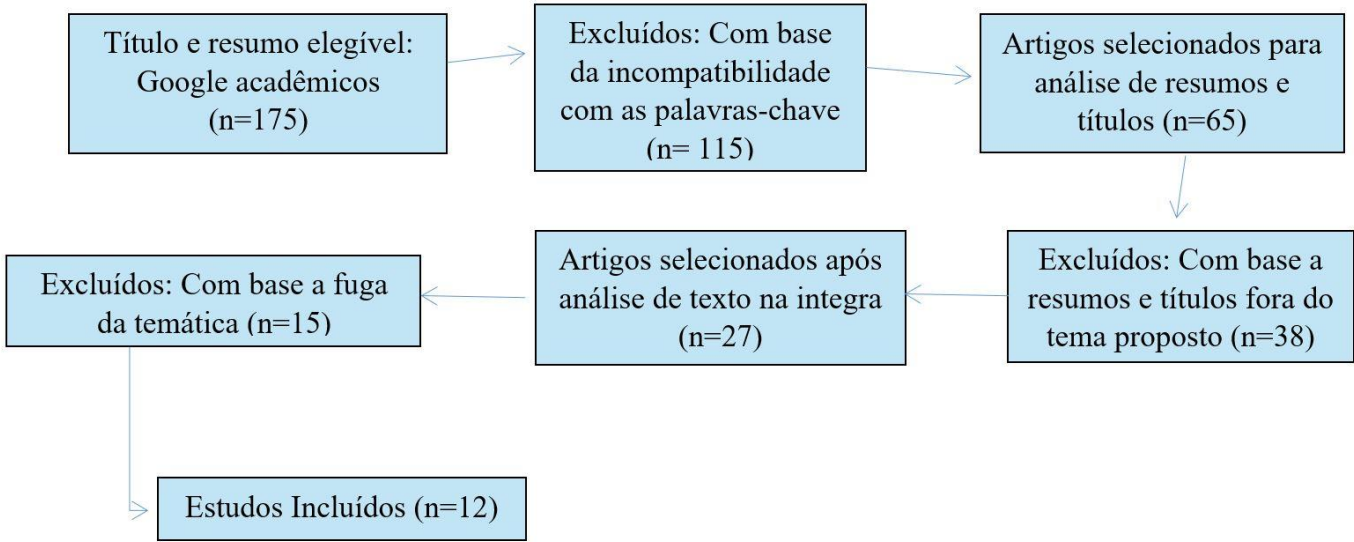 Título e resumo elegível:
Google acadêmicos
(n=175)
Excluídos: Com base
da incompatibilidade
com as palavras-chave
(n= 115)
Artigos selecionados para
análise de resumos e
títulos (n=65)
Excluídos: Com base a
resumos e títulos fora do
tema proposto (n=38)
Artigos selecionados após
análise de texto na integra
(n=27)
Excluídos: Com base a fuga
da temática (n=15)
Estudos Incluídos (n=12)